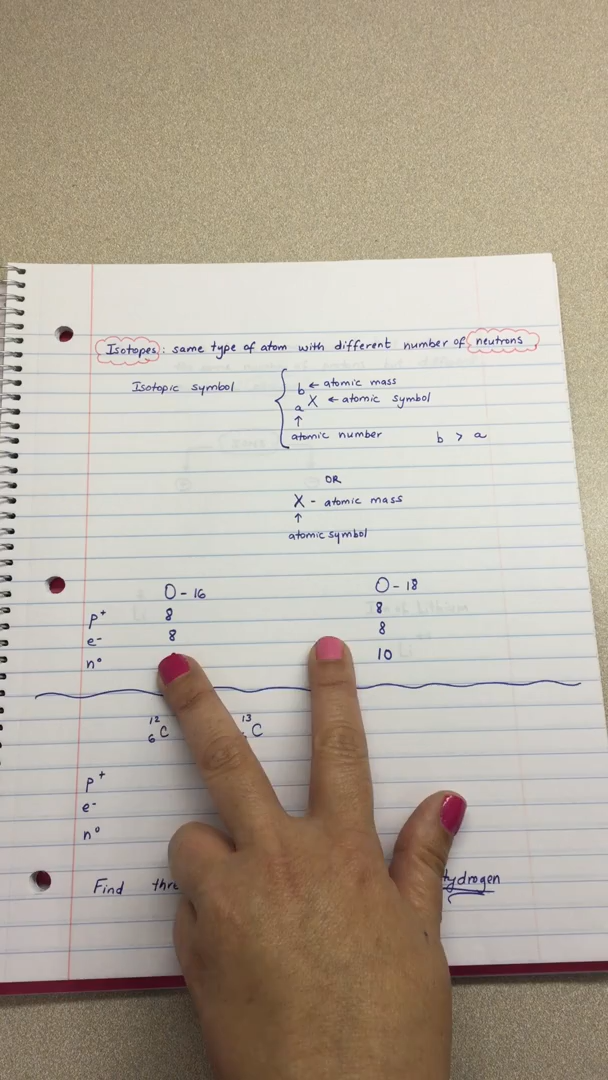 Isotopes: same type of atom with different number of neutrons
Isotopic symbol
b ← atomic mass
a X ← atomic symbol
↑
atomic number b > a
OR
X - atomic mass
↑
atomic symbol
O - 16 O - 18
p+ 8 8
e- 8 8
n° 10
12 6 C 13 C
p+
e-
n°
Find Hydrogen